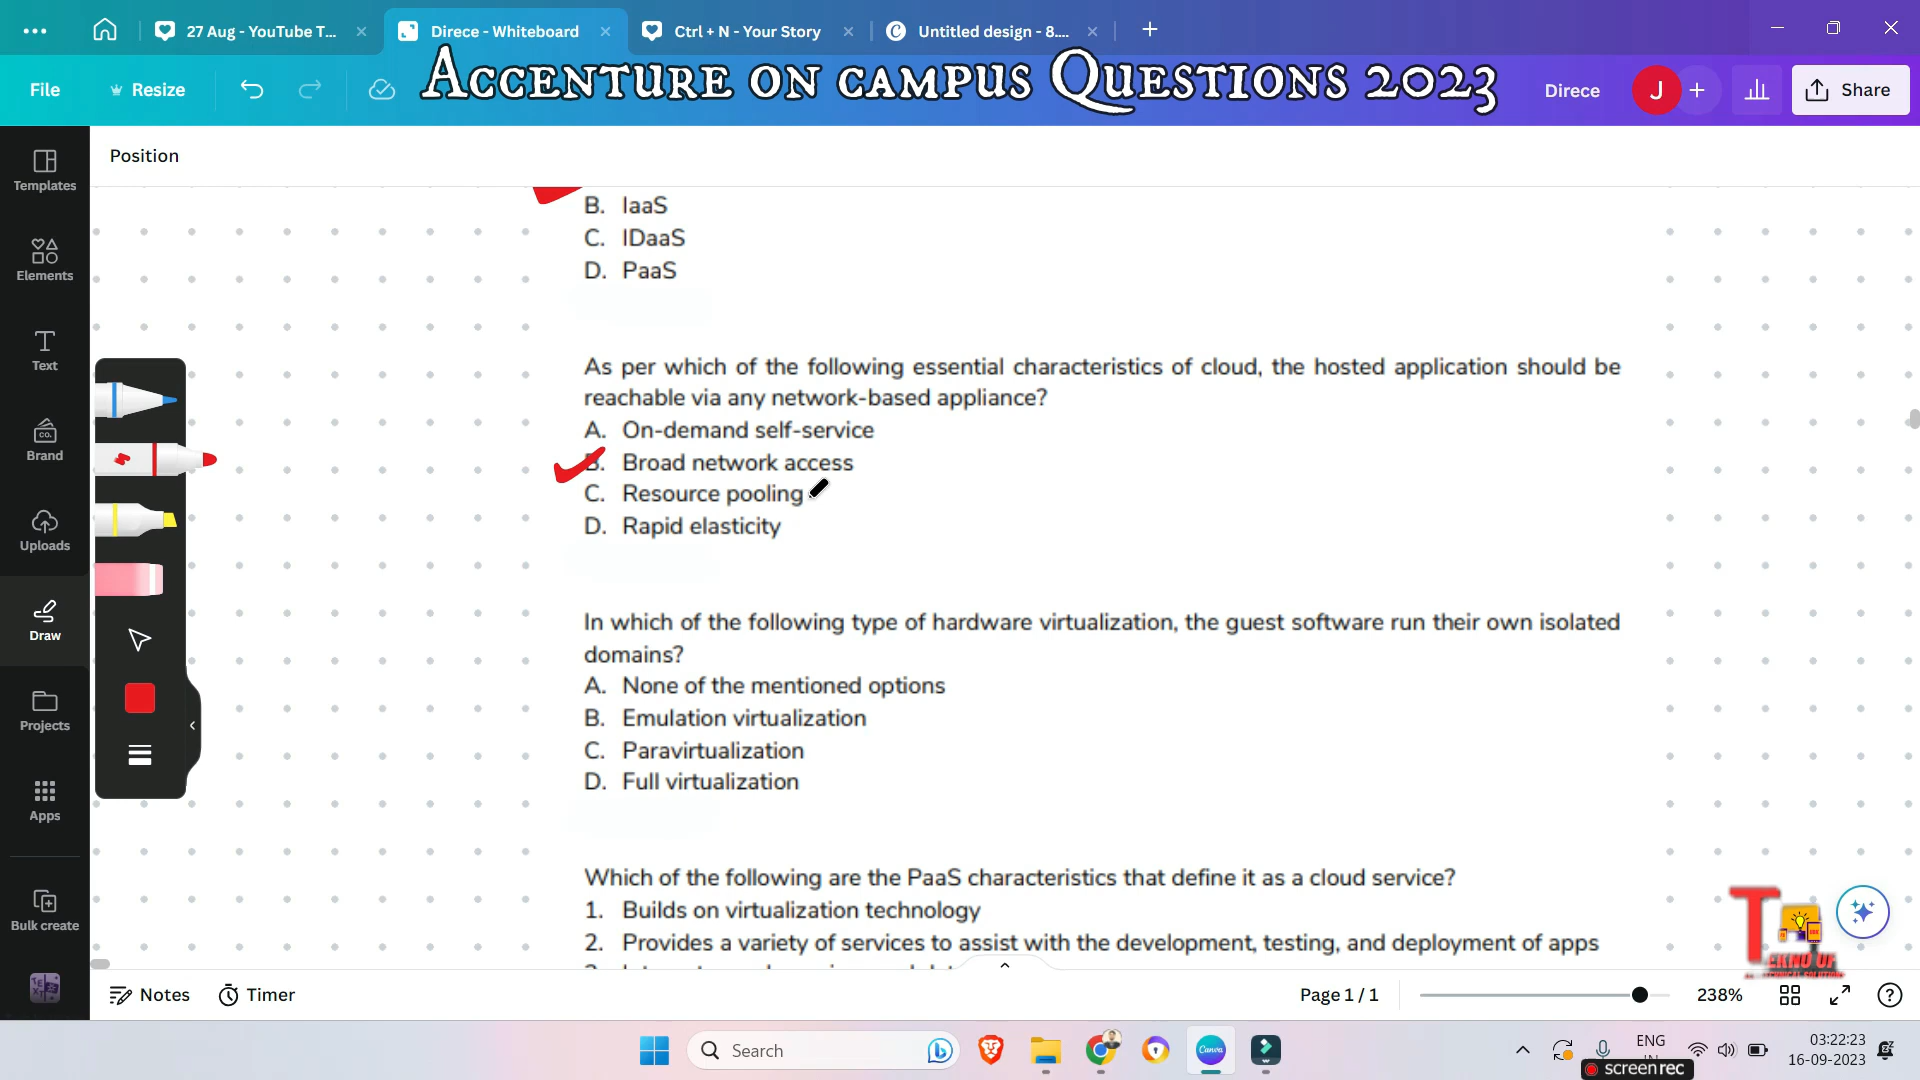 27 Aug - YouTube T...
Direce - Whiteboard
Ctrl + N - Your Story
Untitled design - 8....
File
Resize
ACCENTURE ON CAMPUS QUESTIONS 2023
Direce
J
Share
Templates
Elements
Text
Brand
Uploads
Draw
Projects
Apps
Bulk create
Position
B. IaaS
C. IDaaS
D. PaaS
As per which of the following essential characteristics of cloud, the hosted application should be
reachable via any network-based appliance?
A. On-demand self-service
B. Broad network access
C. Resource pooling
D. Rapid elasticity
In which of the following type of hardware virtualization, the guest software run their own isolated
domains?
A. None of the mentioned options
B. Emulation virtualization
C. Paravirtualization
D. Full virtualization
Which of the following are the PaaS characteristics that define it as a cloud service?
1. Builds on virtualization technology
2. Provides a variety of services to assist with the development, testing, and deployment of apps
Notes
Timer
Page 1 / 1
238%
Search
Canva
ENG
03:22:23
16-09-2023
screenrec